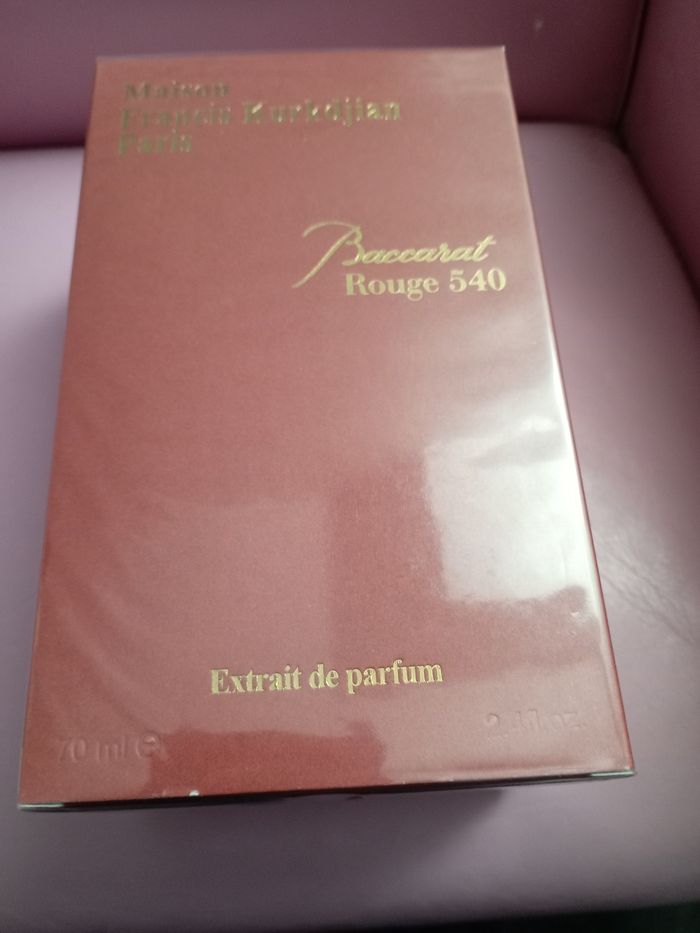 Maison
Francis Kurkdjian
Paris
Baccarat
Rouge 540
Extrait de parfum
70 ml ℮
2.4 fl.oz.